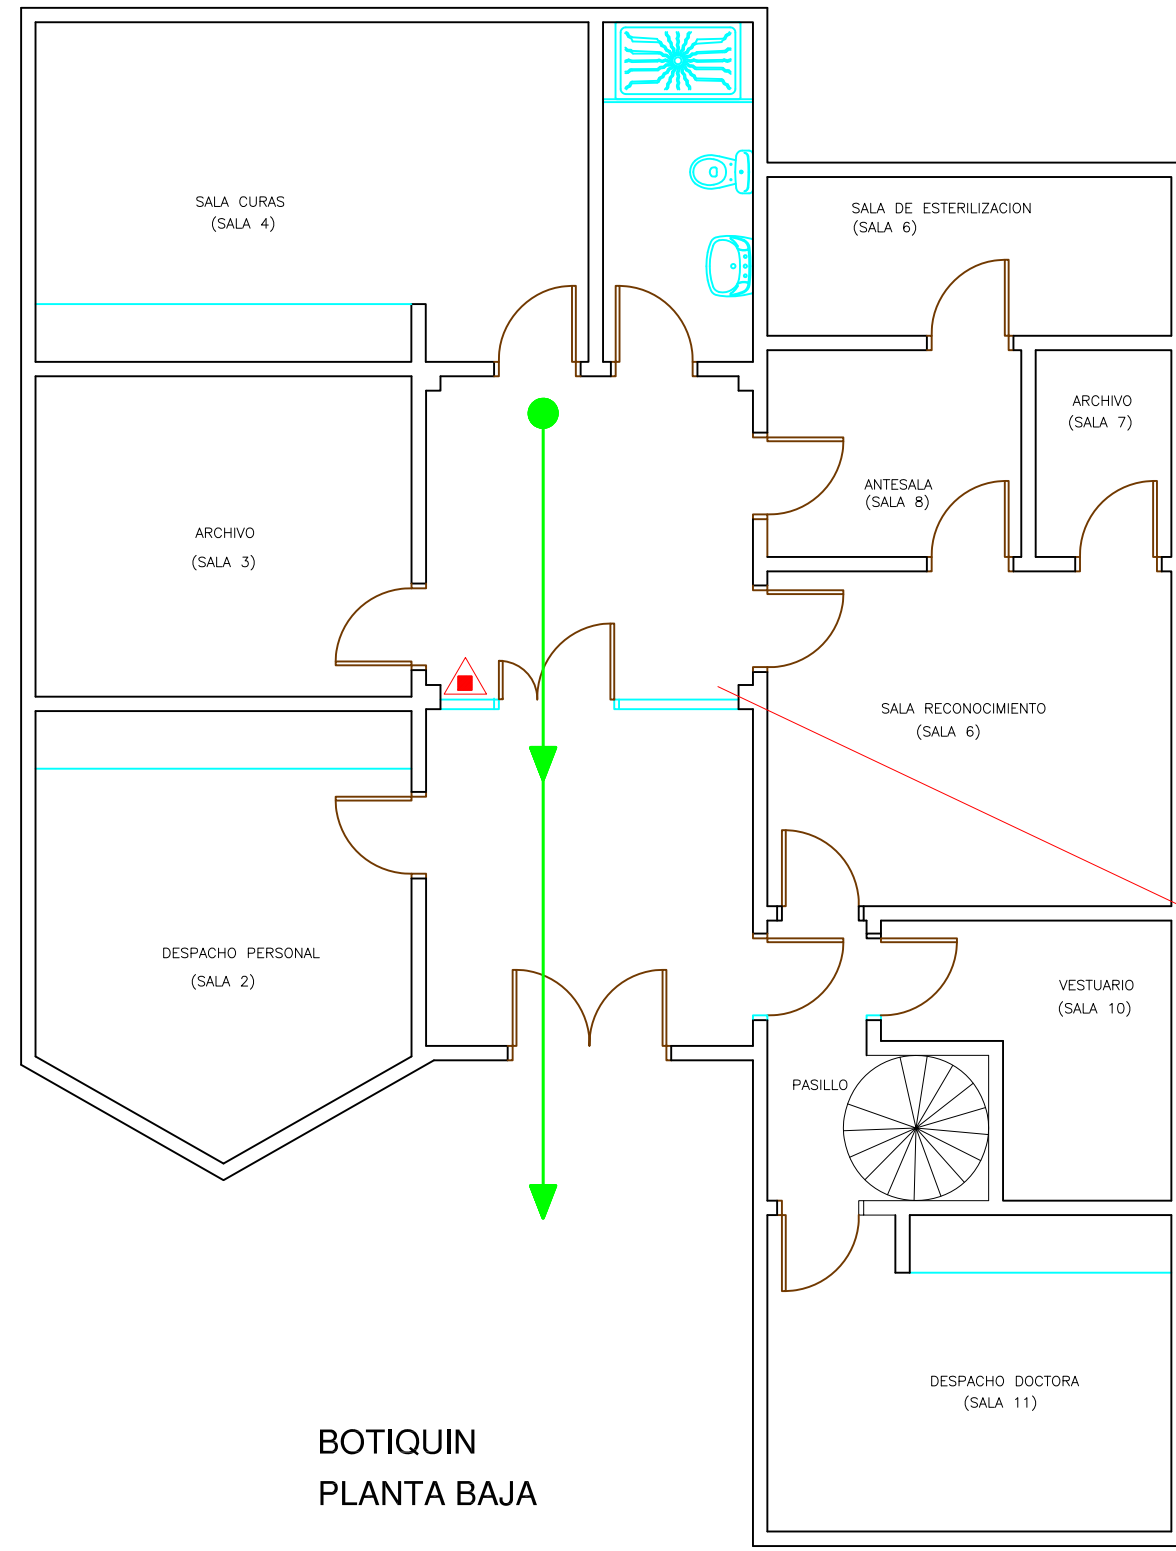 SALA CURAS
(SALA 4)
SALA DE ESTERILIZACION
(SALA 6)
ARCHIVO
(SALA 7)
ANTESALA
(SALA 8)
ARCHIVO
(SALA 3)
SALA RECONOCIMIENTO
(SALA 6)
DESPACHO PERSONAL
(SALA 2)
VESTUARIO
(SALA 10)
PASILLO
DESPACHO DOCTORA
(SALA 11)
BOTIQUIN
PLANTA BAJA